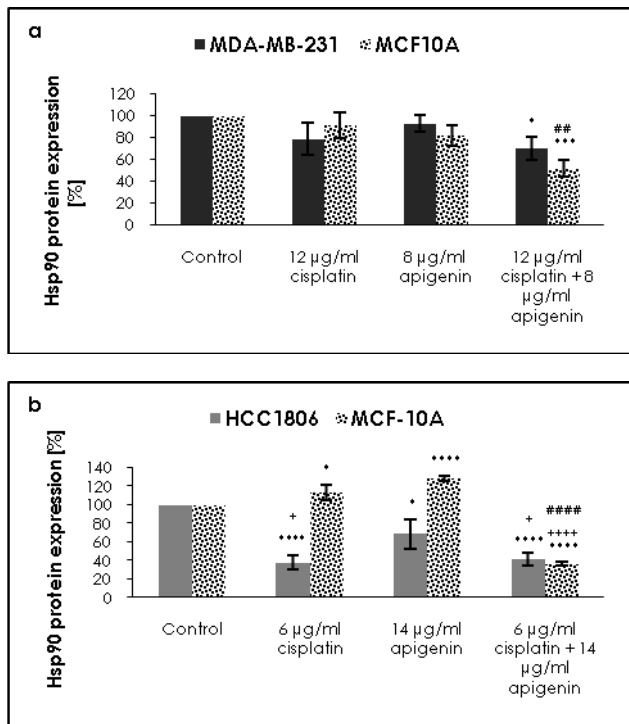 a
■ MDA-MB-231 MCF10A
Hsp90 protein expression
[%]
120
100
80
60
40
20
0
* ## ***
Control
12 µg/ml
cisplatin
8 µg/ml
apigenin
12 µg/ml
cisplatin +8
µg/ml
apigenin
b
HCC1806 MCF-10A
Hsp90 protein expression [%]
140
120
100
80
60
40
20
0
+
****
*
*
****
+
****
####
++++
****
Control
6 µg/ml
cisplatin
14 µg/ml
apigenin
6 µg/ml
cisplatin +14
µg/ml
apigenin